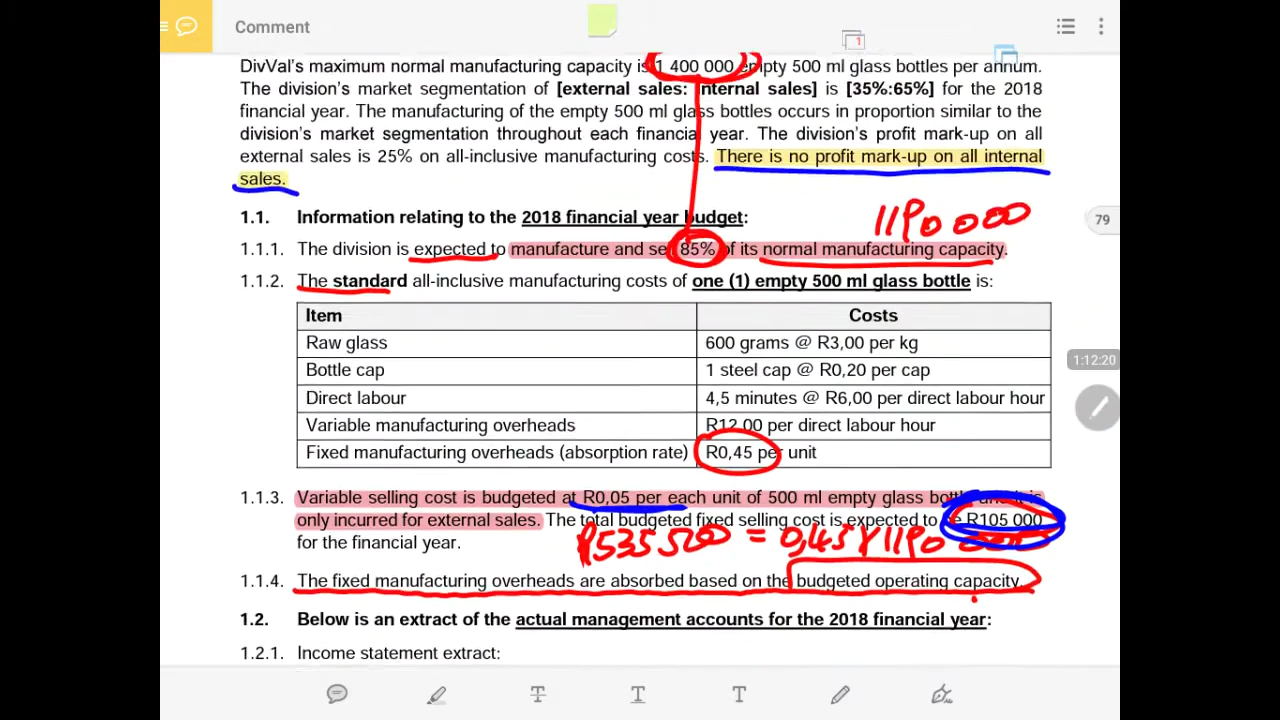 Comment
1
DivVal's maximum normal manufacturing capacity is 1 400 000 empty 500 ml glass bottles per annum.
The division's market segmentation of [external sales: internal sales] is [35%:65%] for the 2018
financial year. The manufacturing of the empty 500 ml glass bottles occurs in proportion similar to the
division's market segmentation throughout each financial year. The division's profit mark-up on all
external sales is 25% on all-inclusive manufacturing costs. There is no profit mark-up on all internal
sales.
1.1. Information relating to the 2018 financial year budget:
1190 000
79
1.1.1. The division is expected to manufacture and sell 85% of its normal manufacturing capacity.
1.1.2. The standard all-inclusive manufacturing costs of one (1) empty 500 ml glass bottle is:
Item Costs
Raw glass 600 grams @ R3,00 per kg
1:12:20
Bottle cap 1 steel cap @ R0,20 per cap
Direct labour 4,5 minutes @ R6,00 per direct labour hour
Variable manufacturing overheads R12,00 per direct labour hour
Fixed manufacturing overheads (absorption rate) R0,45 per unit
1.1.3. Variable selling cost is budgeted at R0,05 per each unit of 500 ml empty glass bottle and it is
only incurred for external sales. The total budgeted fixed selling cost is expected to be R105 000
for the financial year.
R535 500 = 0,45 x 1190 000
1.1.4. The fixed manufacturing overheads are absorbed based on the budgeted operating capacity.
1.2. Below is an extract of the actual management accounts for the 2018 financial year:
1.2.1. Income statement extract: